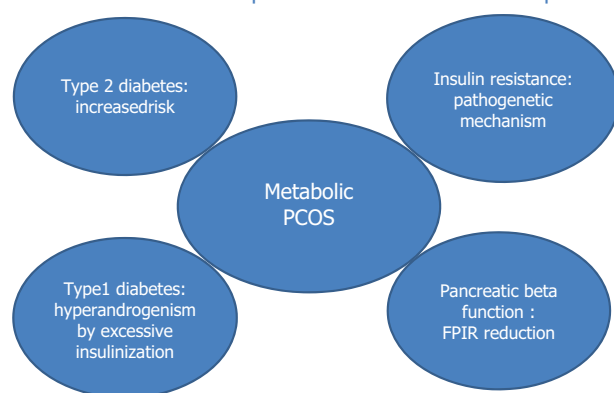 Type 2 diabetes:
increasedrisk
Insulin resistance:
pathogenetic
mechanism
Metabolic
PCOS
Type1 diabetes:
hyperandrogenism
by excessive
insulinization
Pancreatic beta
function :
FPIR reduction